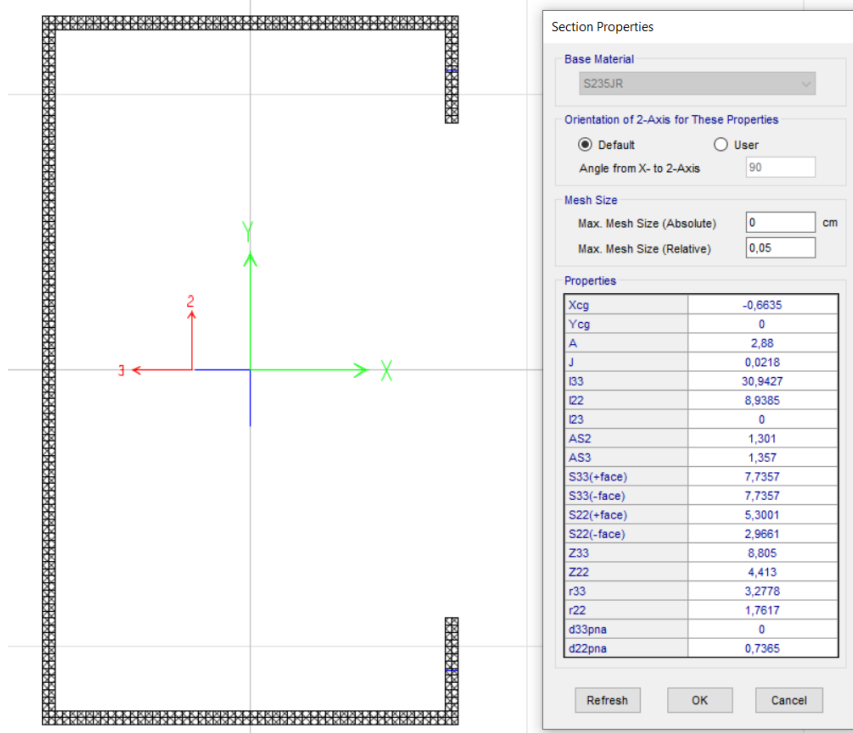 Y
2
3
X
Section Properties
Base Material
S235JR
Orientation of 2-Axis for These Properties
Default User
Angle from X- to 2-Axis 90
Mesh Size
Max. Mesh Size (Absolute) 0 cm
Max. Mesh Size (Relative) 0,05
Properties
Xcg -0,6635
Ycg 0
A 2,88
J 0,0218
I33 30,9427
I22 8,9385
I23 0
AS2 1,301
AS3 1,357
S33(+face) 7,7357
S33(-face) 7,7357
S22(+face) 5,3001
S22(-face) 2,9661
Z33 8,805
Z22 4,413
r33 3,2778
r22 1,7617
d33pna 0
d22pna 0,7365
Refresh OK Cancel